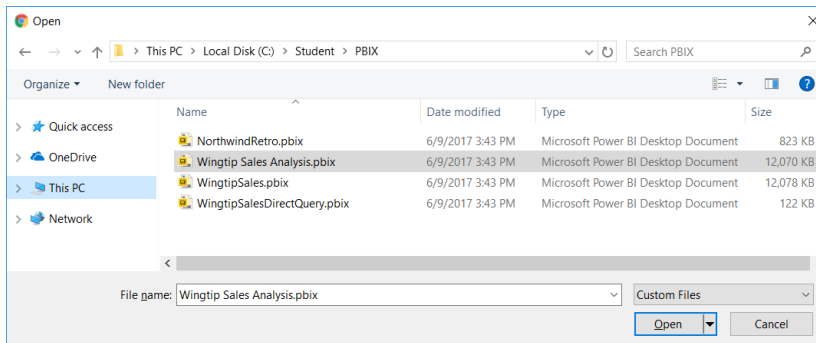 Open
This PC > Local Disk (C:) > Student > PBIX
Search PBIX
Organize
New folder
Name Date modified Type Size
Quick access
OneDrive
This PC
Network
NorthwindRetro.pbix 6/9/2017 3:43 PM Microsoft Power BI Desktop Document 823 KB
Wingtip Sales Analysis.pbix 6/9/2017 3:43 PM Microsoft Power BI Desktop Document 12,070 KB
WingtipSales.pbix 6/9/2017 3:43 PM Microsoft Power BI Desktop Document 12,078 KB
WingtipSalesDirectQuery.pbix 6/9/2017 3:43 PM Microsoft Power BI Desktop Document 122 KB
File name: Wingtip Sales Analysis.pbix Custom Files
Open Cancel